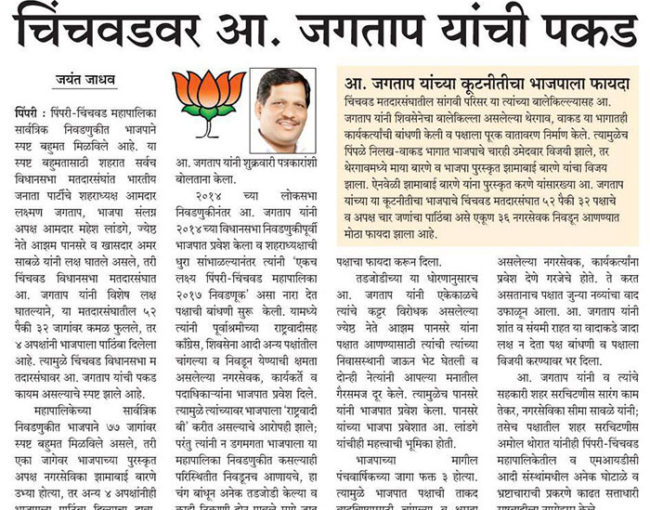 चिंचवडवर आ. जगताप यांची पकड
जयंत जाधव
पिंपरी : पिंपरी-चिंचवड महापालिका
सार्वत्रिक निवडणुकीत भाजपाने
स्पष्ट बहुमत मिळविले आहे. या
स्पष्ट बहुमतासाठी शहरात सर्वच
विधानसभा मतदारसंघांत भारतीय
जनता पार्टीचे शहराध्यक्ष आमदार
लक्ष्मण जगताप, भाजपा संलग्न
अपक्ष आमदार महेश लांडगे, ज्येष्ठ
नेते आझम पानसरे व खासदार अमर
साबळे यांनी लक्ष घातले असले, तरी
चिंचवड विधानसभा मतदारसंघात
आ. जगताप यांनी विशेष लक्ष
घातल्याने, या मतदारसंघातील ५२
पैकी ३२ जागांवर कमळ फुलले, तर
४ अपक्षांनी भाजपाला पाठिंबा दिलेला
आहे. त्यामुळे चिंचवड विधानसभा म
तदारसंघावर आ. जगताप यांची पकड
कायम असल्याचे स्पष्ट झाले आहे.
महापालिकेच्या सार्वत्रिक
निवडणुकीत भाजपाने ७७ जागांवर
स्पष्ट बहुमत मिळविले असले, तरी
एका जागेवर भाजपाच्या पुरस्कृत
अपक्ष नगरसेविका झामाबाई बारणे
उभ्या होत्या, तर अन्य ४ अपक्षांनीही
आ. जगताप यांनी शुक्रवारी पत्रकारांशी
बोलताना केला.
२०१४ च्या लोकसभा
निवडणुकीनंतर आ. जगताप यांनी
२०१४च्या विधानसभा निवडणुकीपूर्वी
भाजपात प्रवेश केला व शहराध्यक्षाची
धुरा सांभाळल्यानंतर त्यांनी 'एकच
लक्ष्य पिंपरी-चिंचवड महापालिका
२०१७ निवडणूक' असा नारा देत
पक्षाची बांधणी सुरू केली. यामध्ये
त्यांनी पूर्वाश्रमीच्या राष्ट्रवादीसह
काँग्रेस, शिवसेना आदी अन्य पक्षांतील
चांगल्या व निवडून येण्याची क्षमता
असलेल्या नगरसेवक, कार्यकर्ते व
पदाधिकाऱ्यांना भाजपात प्रवेश दिला.
त्यामुळे त्यांच्यावर भाजपाला 'राष्ट्रवादी
बी' करीत असल्याचे आरोपही झाले;
परंतु त्यांनी न डगमगता भाजपाला या
महापालिका निवडणुकीत कसल्याही
परिस्थितीत निवडूनच आणायचे, हा
चंग बांधून अनेक तडजोडी केल्या व
आ. जगताप यांच्या कूटनीतीचा भाजपाला फायदा
चिंचवड मतदारसंघातील सांगवी परिसर या त्यांच्या बालेकिल्ल्यासह आ.
जगताप यांनी शिवसेनेचा बालेकिल्ला असलेल्या थेरगाव, वाकड या भागातही
कार्यकर्त्यांची बांधणी केली व पक्षाला पूरक वातावरण निर्माण केले. त्यामुळेच
पिंपळे निलख-वाकड भागात भाजपाचे चारही उमेदवार विजयी झाले, तर
थेरगावमध्ये माया बारणे व भाजपा पुरस्कृत झामाबाई बारणे यांचा विजय
झाला. ऐनवेळी झामाबाई बारणे यांना पुरस्कृत करणे यांसारख्या आ. जगताप
यांच्या या कूटनीतीचा भाजपाचे चिंचवड मतदारसंघात ५२ पैकी ३२ पक्षाचे
व अपक्ष चार जणांचा पाठिंबा असे एकूण ३६ नगरसेवक निवडून आणण्यात
मोठा फायदा झाला आहे.
पक्षाचा फायदा करून दिला.
तडजोडीच्या या धोरणानुसारच
आ. जगताप यांनी एकेकाळचे
त्यांचे कट्टर विरोधक असलेल्या
ज्येष्ठ नेते आझम पानसरे यांना
पक्षात आणण्यासाठी त्यांची त्यांच्या
निवासस्थानी जाऊन भेट घेतली व
दोन्ही नेत्यांनी आपल्या मनातील
गैरसमज दूर केले. त्यामुळेच पानसरे
यांनी भाजपात प्रवेश केला. पानसरे
यांच्या भाजपा प्रवेशात आ. लांडगे
यांचीही महत्त्वाची भूमिका होती.
भाजपाच्या मागील
पंचवार्षिकच्या जागा फक्त ३ होत्या.
त्यामुळे भाजपात पक्षाची ताकद
असलेले नगरसेवक, कार्यकर्त्यांना
प्रवेश देणे गरजेचे होते. ते करत
असतानाच पक्षात जुन्या नव्यांचा वाद
उफाळून आला. आ. जगताप यांनी
शांत व संयमी राहत या वादाकडे जादा
लक्ष न देता पक्ष बांधणी व पक्षाला
विजयी करण्यावर भर दिला.
आ. जगताप यांनी व त्यांचे
सहकारी शहर सरचिटणीस सारंग काम
तेकर, नगरसेविका सीमा साबळे यांनी;
तसेच पक्षातील शहर सरचिटणीस
अमोल थोरात यांनीही पिंपरी-चिंचवड
महापालिकेतील व एमआयडीसी
आदी संस्थांमधील अनेक घोटाळे व
भ्रष्टाचाराची प्रकरणे काढत सत्ताधारी